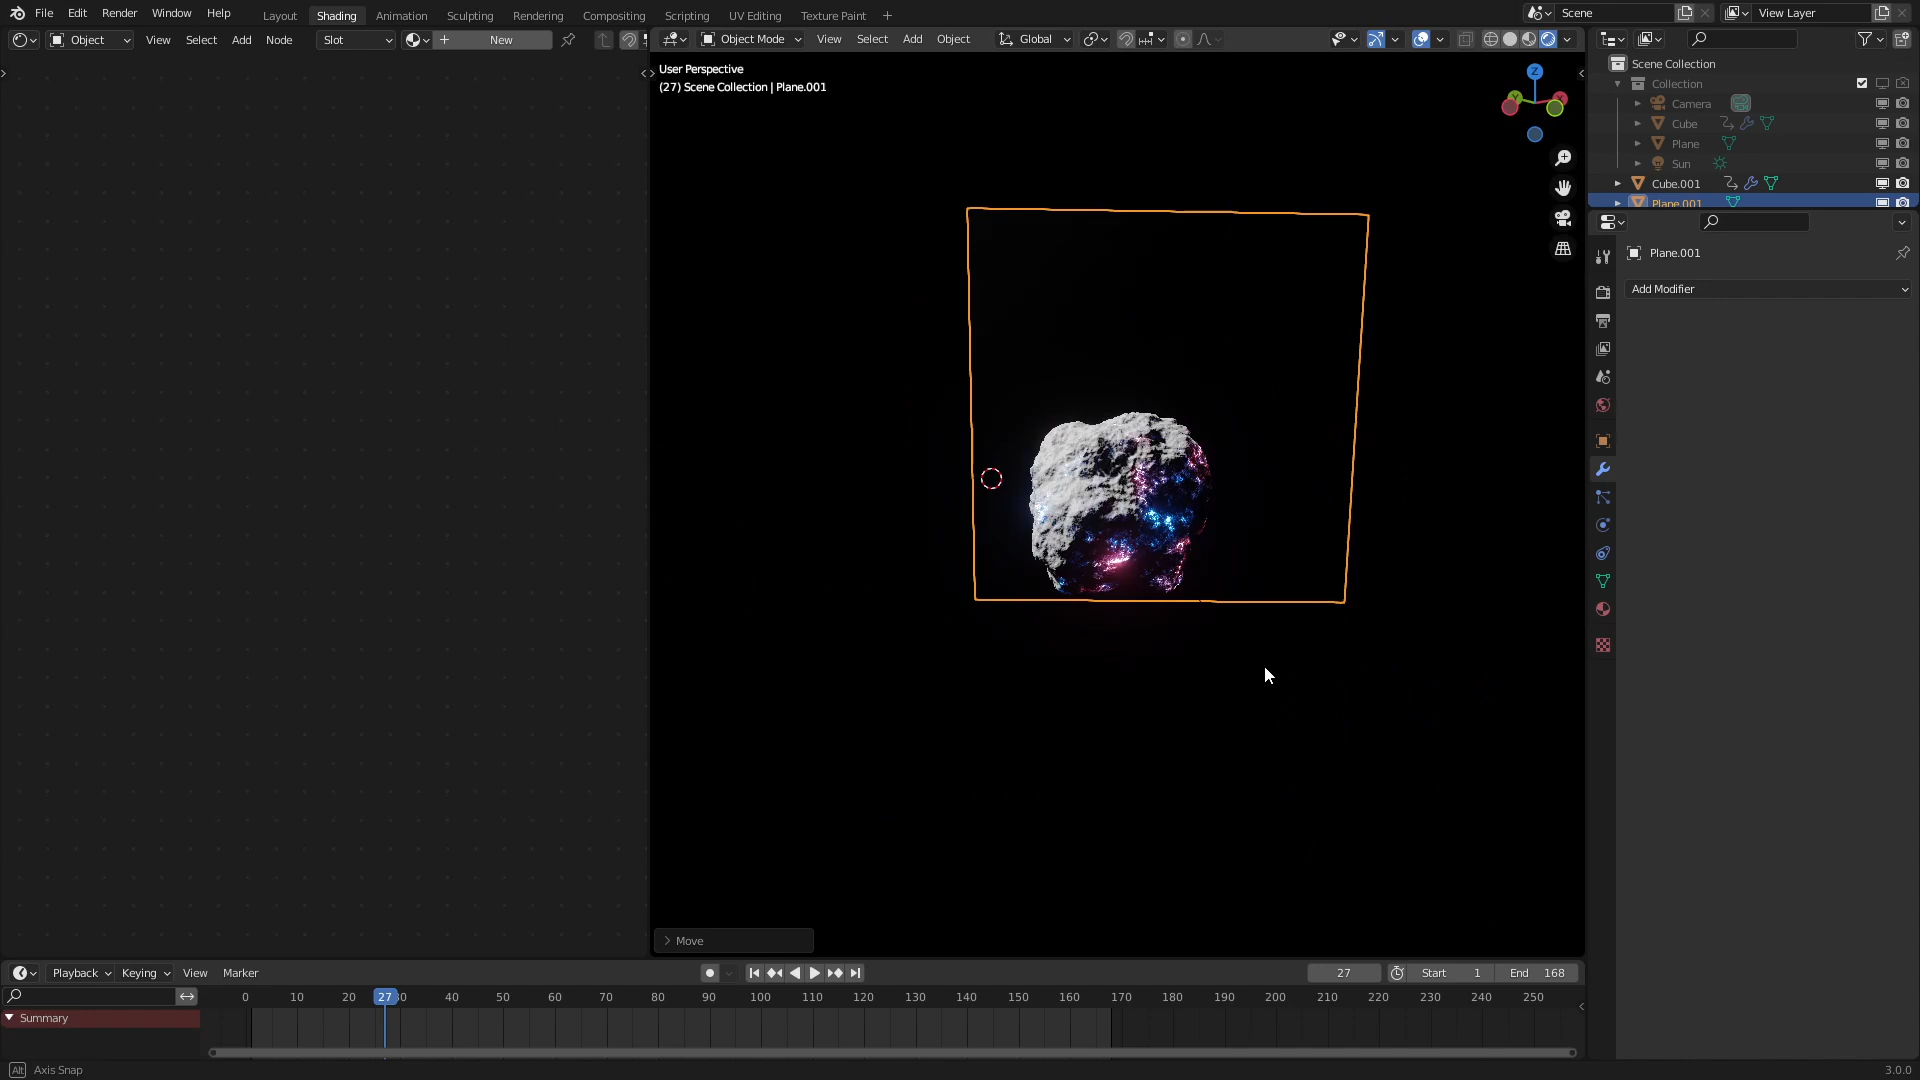 File Edit Render Window Help Layout Shading Animation Sculpting Rendering Compositing Scripting UV Editing Texture Paint + Scene View Layer
Object View Select Add Node Slot New Object Mode View Select Add Object Global
User Perspective
(27) Scene Collection | Plane.001
Z
Y
X
Scene Collection
Collection
Camera
Cube
Plane
Sun
Cube.001
Plane.001
Plane.001
Add Modifier
Move
Playback Keying View Marker 27 Start 1 End 168
0 10 20 27 30 40 50 60 70 80 90 100 110 120 130 140 150 160 170 180 190 200 210 220 230 240 250
Summary
Alt Axis Snap 3.0.0